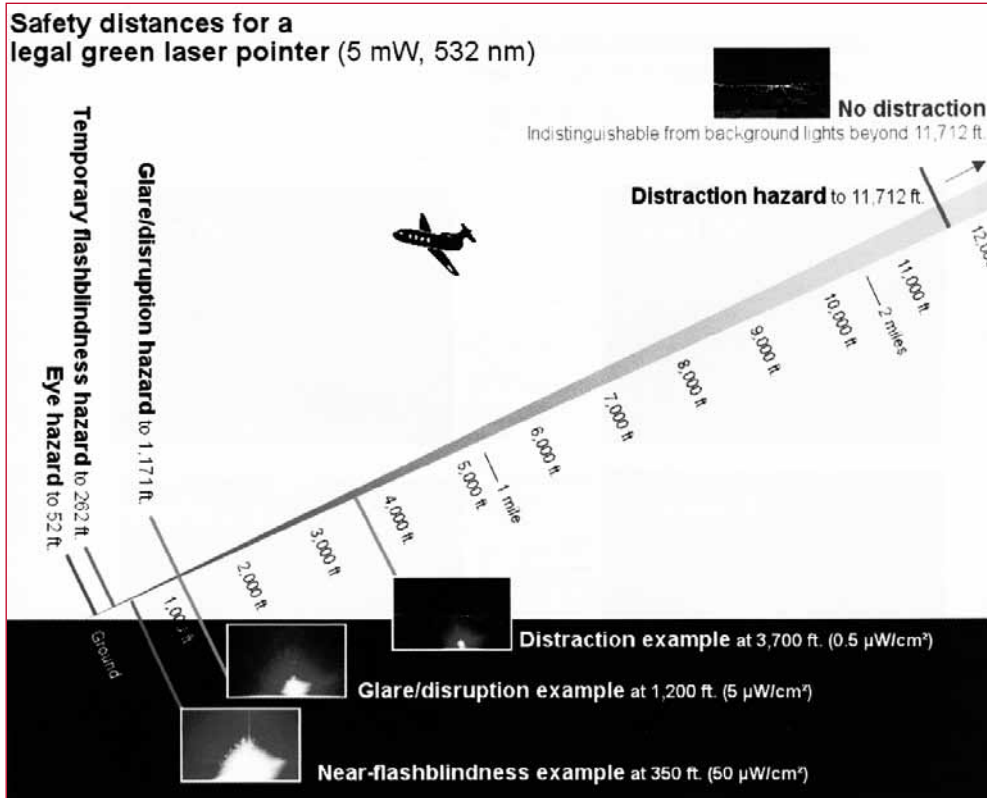 Safety distances for a
legal green laser pointer (5 mW, 532 nm)
No distraction
Indistinguishable from background lights beyond 11,712 ft.
Distraction hazard to 11,712 ft.
Glare/disruption hazard to 1,171 ft.
Temporary flashblindness hazard to 262 ft.
Eye hazard to 52 ft.
Ground
1,000 ft
2,000 ft
3,000 ft
4,000 ft
5,000 ft
1 mile
6,000 ft
7,000 ft
8,000 ft
9,000 ft
10,000 ft
2 miles
11,000 ft.
Distraction example at 3,700 ft. (0.5 µW/cm²)
Glare/disruption example at 1,200 ft. (5 µW/cm²)
Near-flashblindness example at 350 ft. (50 µW/cm²)